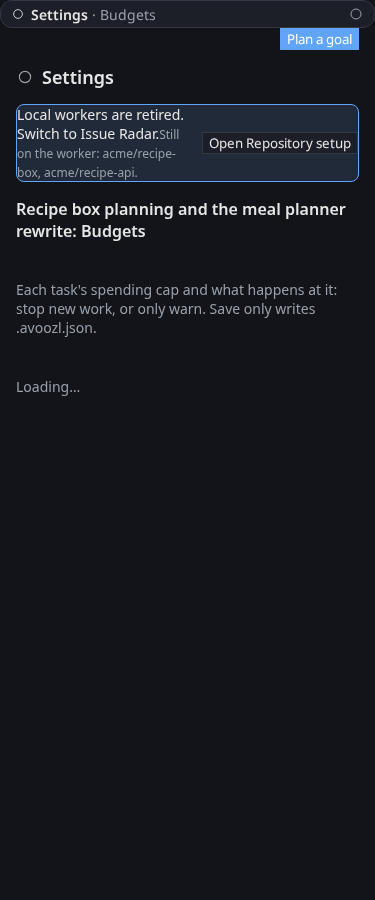 Settings · Budgets
Plan a goal
Settings
Local workers are retired.
Switch to Issue Radar.Still
on the worker: acme/recipe-
box, acme/recipe-api.
Open Repository setup
Recipe box planning and the meal planner
rewrite: Budgets
Each task's spending cap and what happens at it:
stop new work, or only warn. Save only writes
.avoozl.json.
Loading...